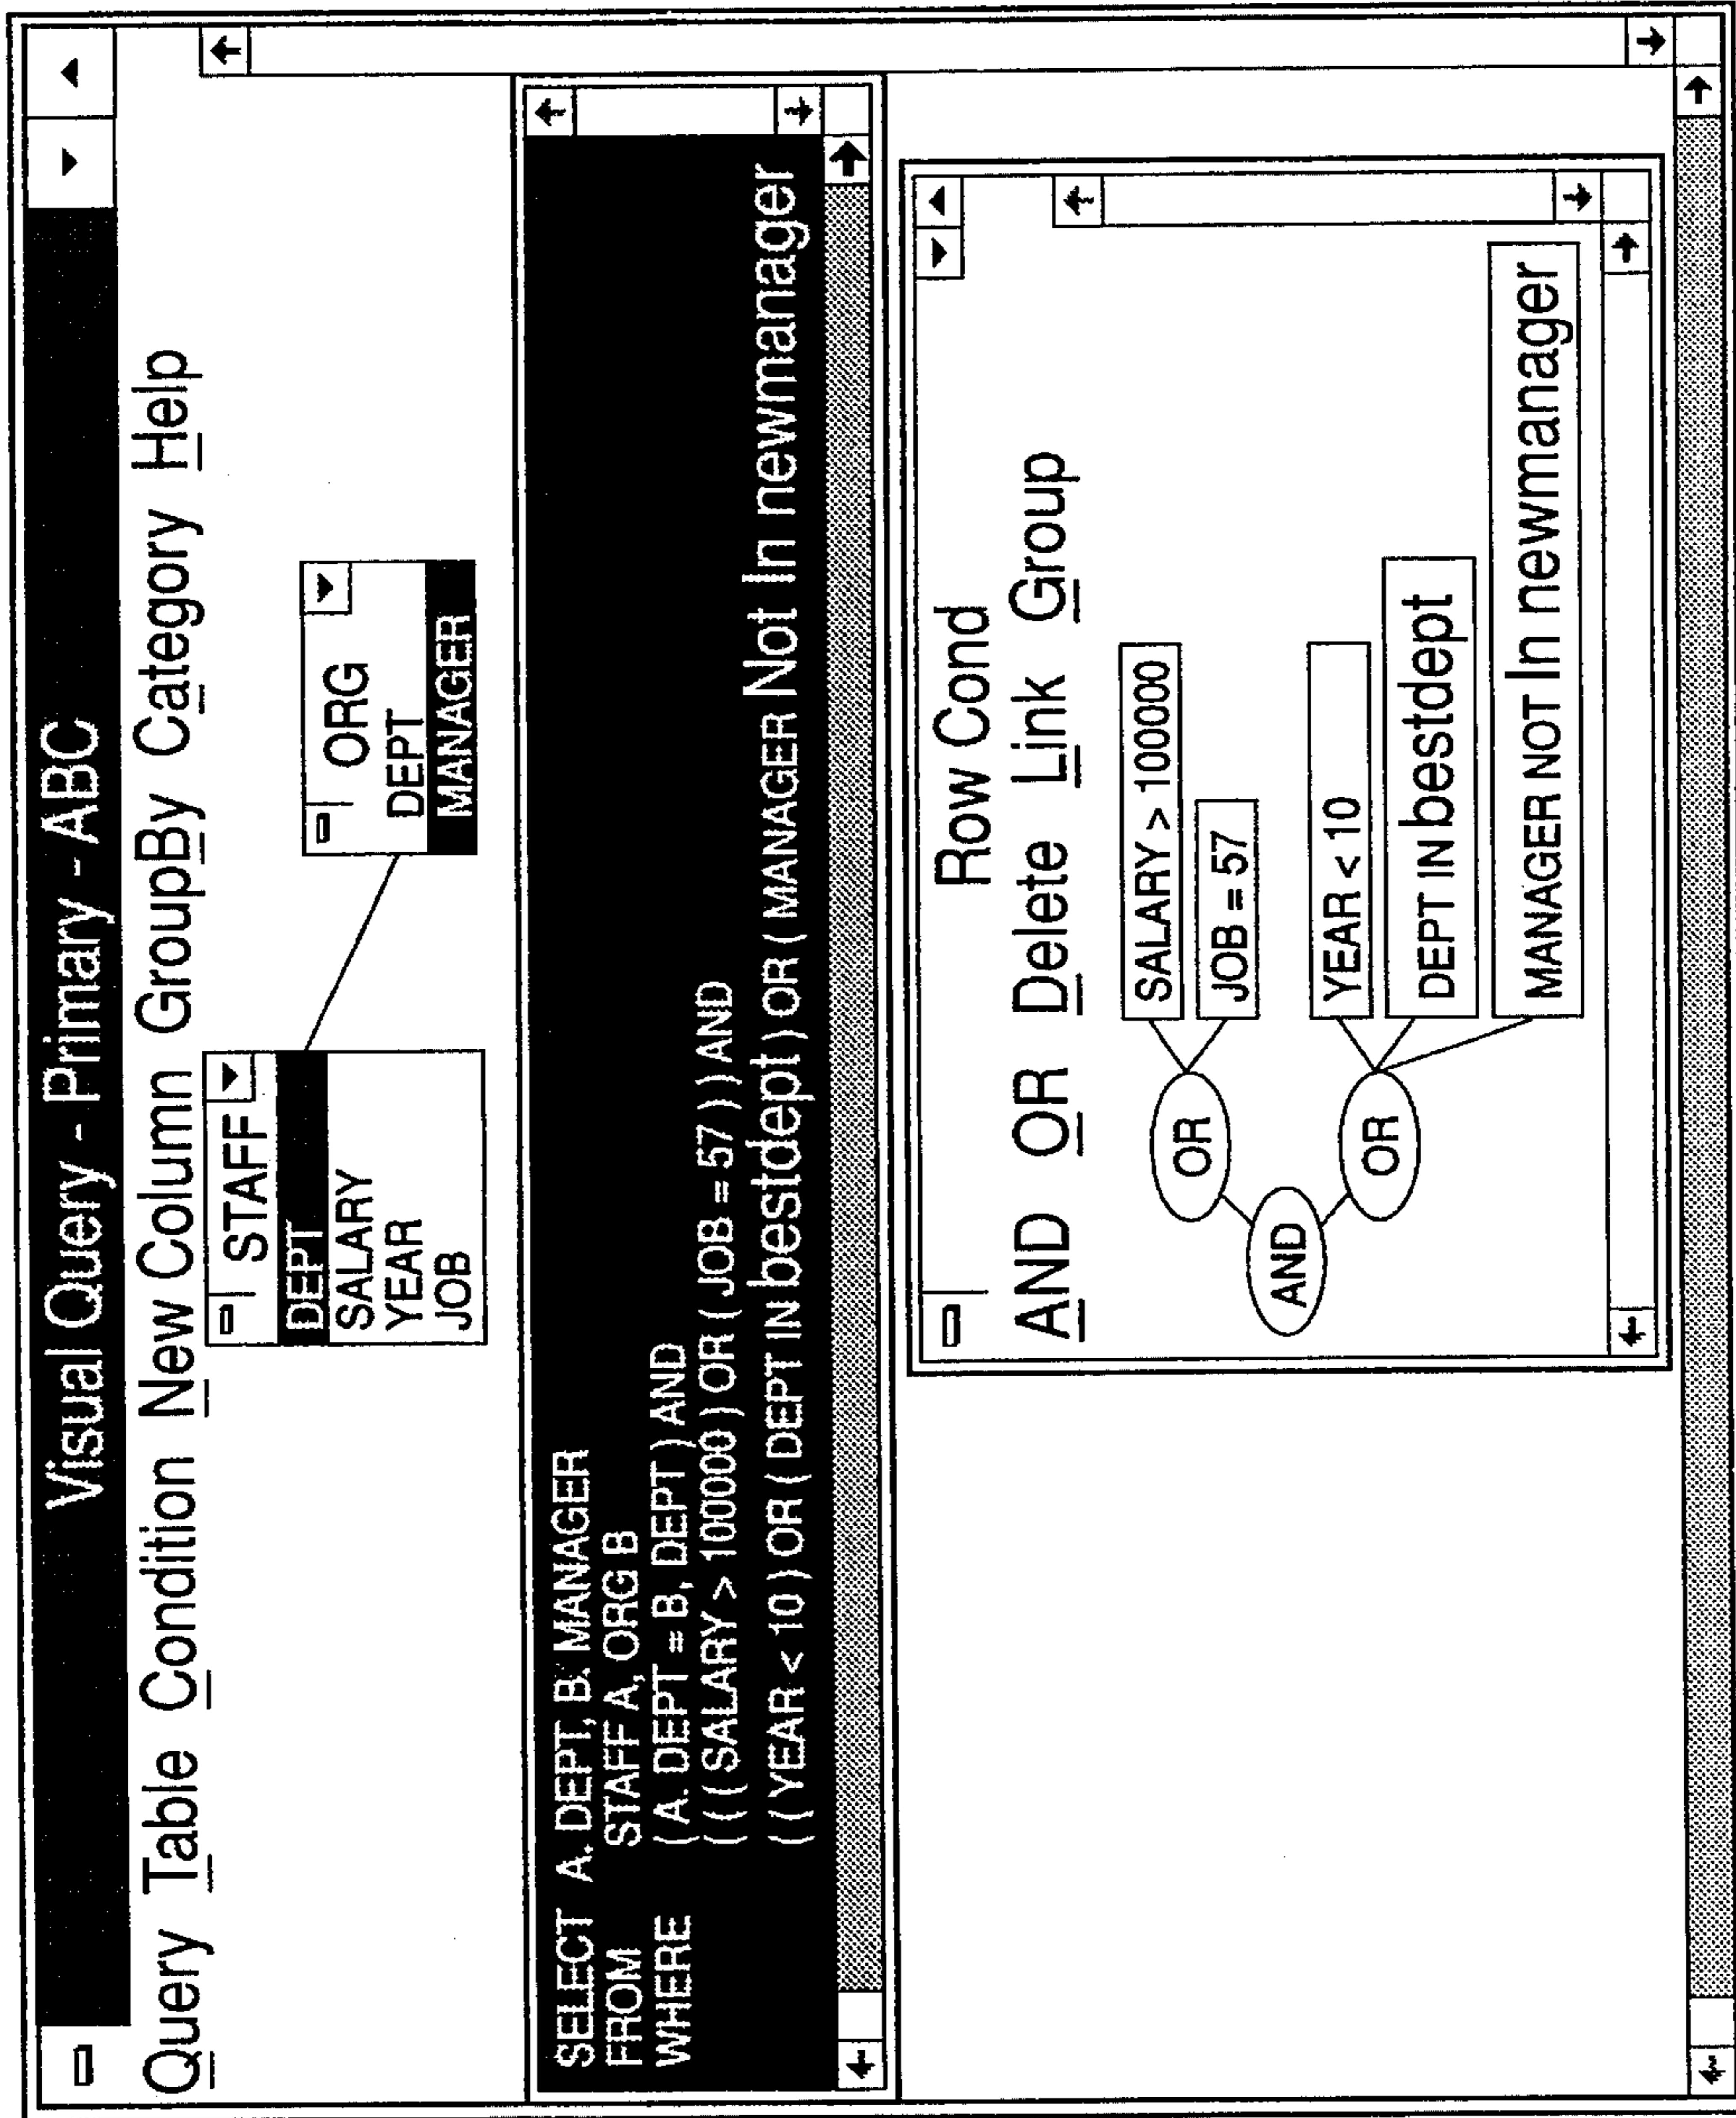 Visual Query - Primary - ABC
Query Table Condition New Column GroupBy Category Help
STAFF
DEPT
SALARY
YEAR
JOB
ORG
DEPT
MANAGER
SELECT A. DEPT, B. MANAGER
FROM STAFF A, ORG B
WHERE (A. DEPT = B, DEPT ) AND
( ( ( SALARY > 100000 ) OR ( JOB = 57 ) ) AND
( ( YEAR < 10 ) OR ( DEPT IN bestdept ) OR ( MANAGER Not In newmanager
Row Cond
AND OR Delete Link Group
SALARY > 100000
OR
JOB = 57
AND
YEAR < 10
OR
DEPT IN bestdept
MANAGER NOT In newmanager